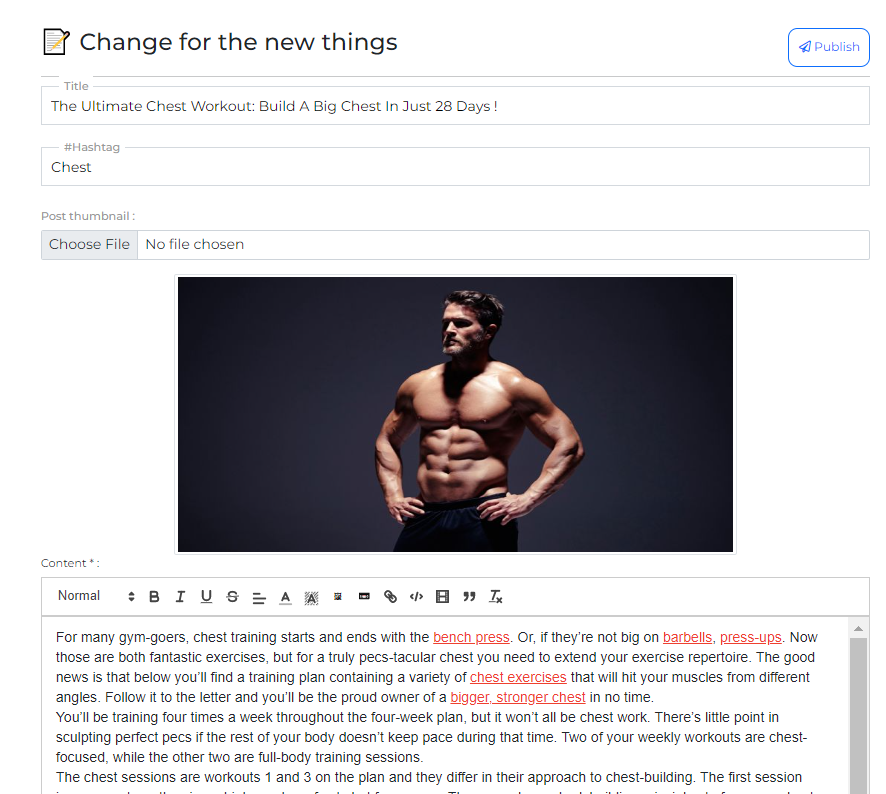 Change for the new things
Publish
Title
The Ultimate Chest Workout: Build A Big Chest In Just 28 Days !
#Hashtag
Chest
Post thumbnail :
Choose File No file chosen
Content * :
Normal
For many gym-goers, chest training starts and ends with the bench press. Or, if they’re not big on barbells, press-ups. Now
those are both fantastic exercises, but for a truly pecs-tacular chest you need to extend your exercise repertoire. The good
news is that below you’ll find a training plan containing a variety of chest exercises that will hit your muscles from different
angles. Follow it to the letter and you’ll be the proud owner of a bigger, stronger chest in no time.
You’ll be training four times a week throughout the four-week plan, but it won’t all be chest work. There’s little point in
sculpting perfect pecs if the rest of your body doesn’t keep pace during that time. Two of your weekly workouts are chest-
focused, while the other two are full-body training sessions.
The chest sessions are workouts 1 and 3 on the plan and they differ in their approach to chest-building. The first session